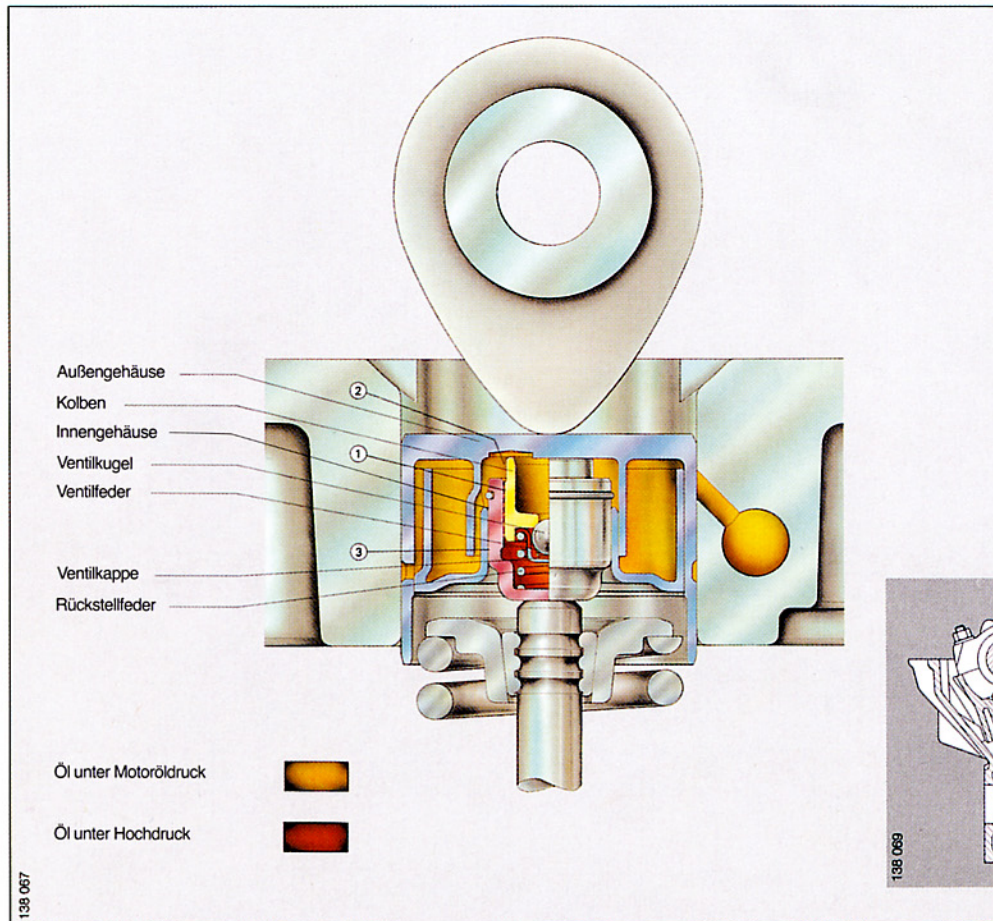 Außengehäuse
Kolben
Innengehäuse
Ventilkugel
Ventilfeder
Ventilkappe
Rückstellfeder
2
1
3
Öl unter Motoröldruck
Öl unter Hochdruck
138 067
138 069